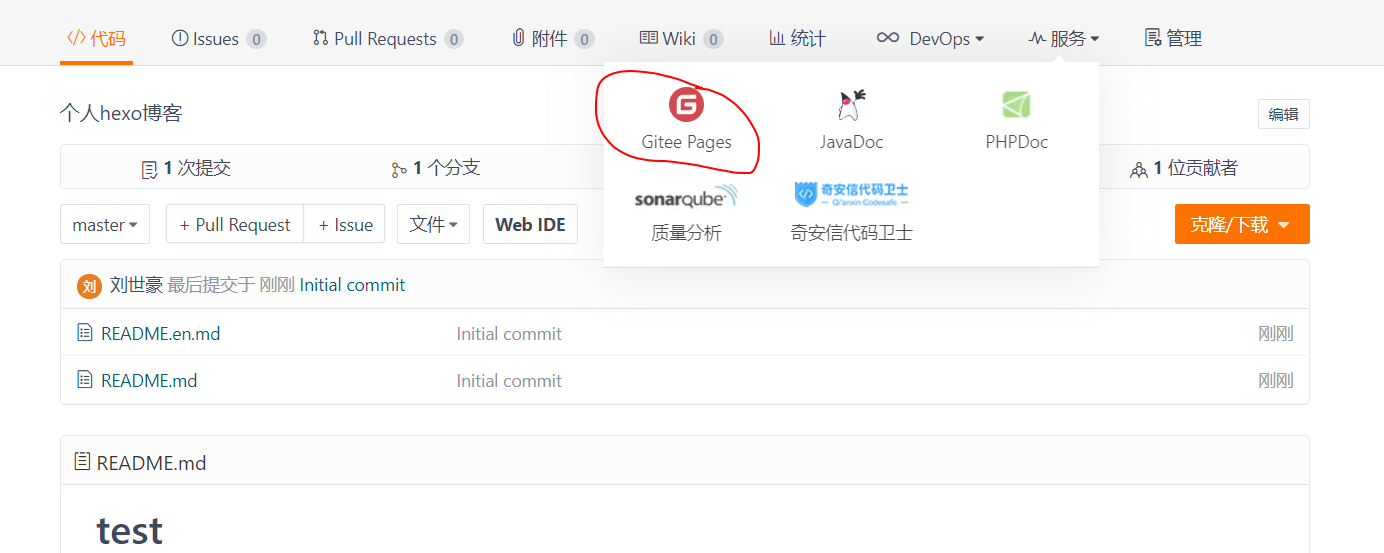 代码 Issues 0 Pull Requests 0 附件 0 Wiki 0 统计 DevOps 服务 管理
个人hexo博客
编辑
G
Gitee Pages JavaDoc PHPDoc
1 次提交 1 个分支 1 位贡献者
sonarqube 奇安信代码卫士
Qi'anxin Codesafe
质量分析 奇安信代码卫士
master + Pull Request + Issue 文件 Web IDE 克隆/下载
刘 刘世豪 最后提交于 刚刚 Initial commit
README.en.md Initial commit 刚刚
README.md Initial commit 刚刚
README.md
test